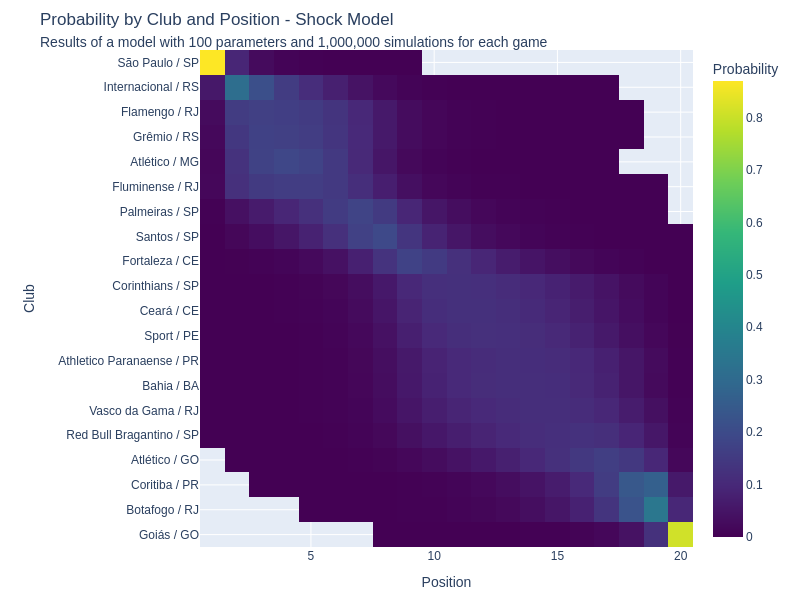 Probability by Club and Position - Shock Model
Results of a model with 100 parameters and 1,000,000 simulations for each game
Probability
São Paulo / SP
Internacional / RS
Flamengo / RJ
Grêmio / RS
Atlético / MG
Fluminense / RJ
Palmeiras / SP
Santos / SP
Fortaleza / CE
Corinthians / SP
Ceará / CE
Sport / PE
Athletico Paranaense / PR
Bahia / BA
Vasco da Gama / RJ
Red Bull Bragantino / SP
Atlético / GO
Coritiba / PR
Botafogo / RJ
Goiás / GO
Club
5
10
15
20
Position
0.8
0.7
0.6
0.5
0.4
0.3
0.2
0.1
0